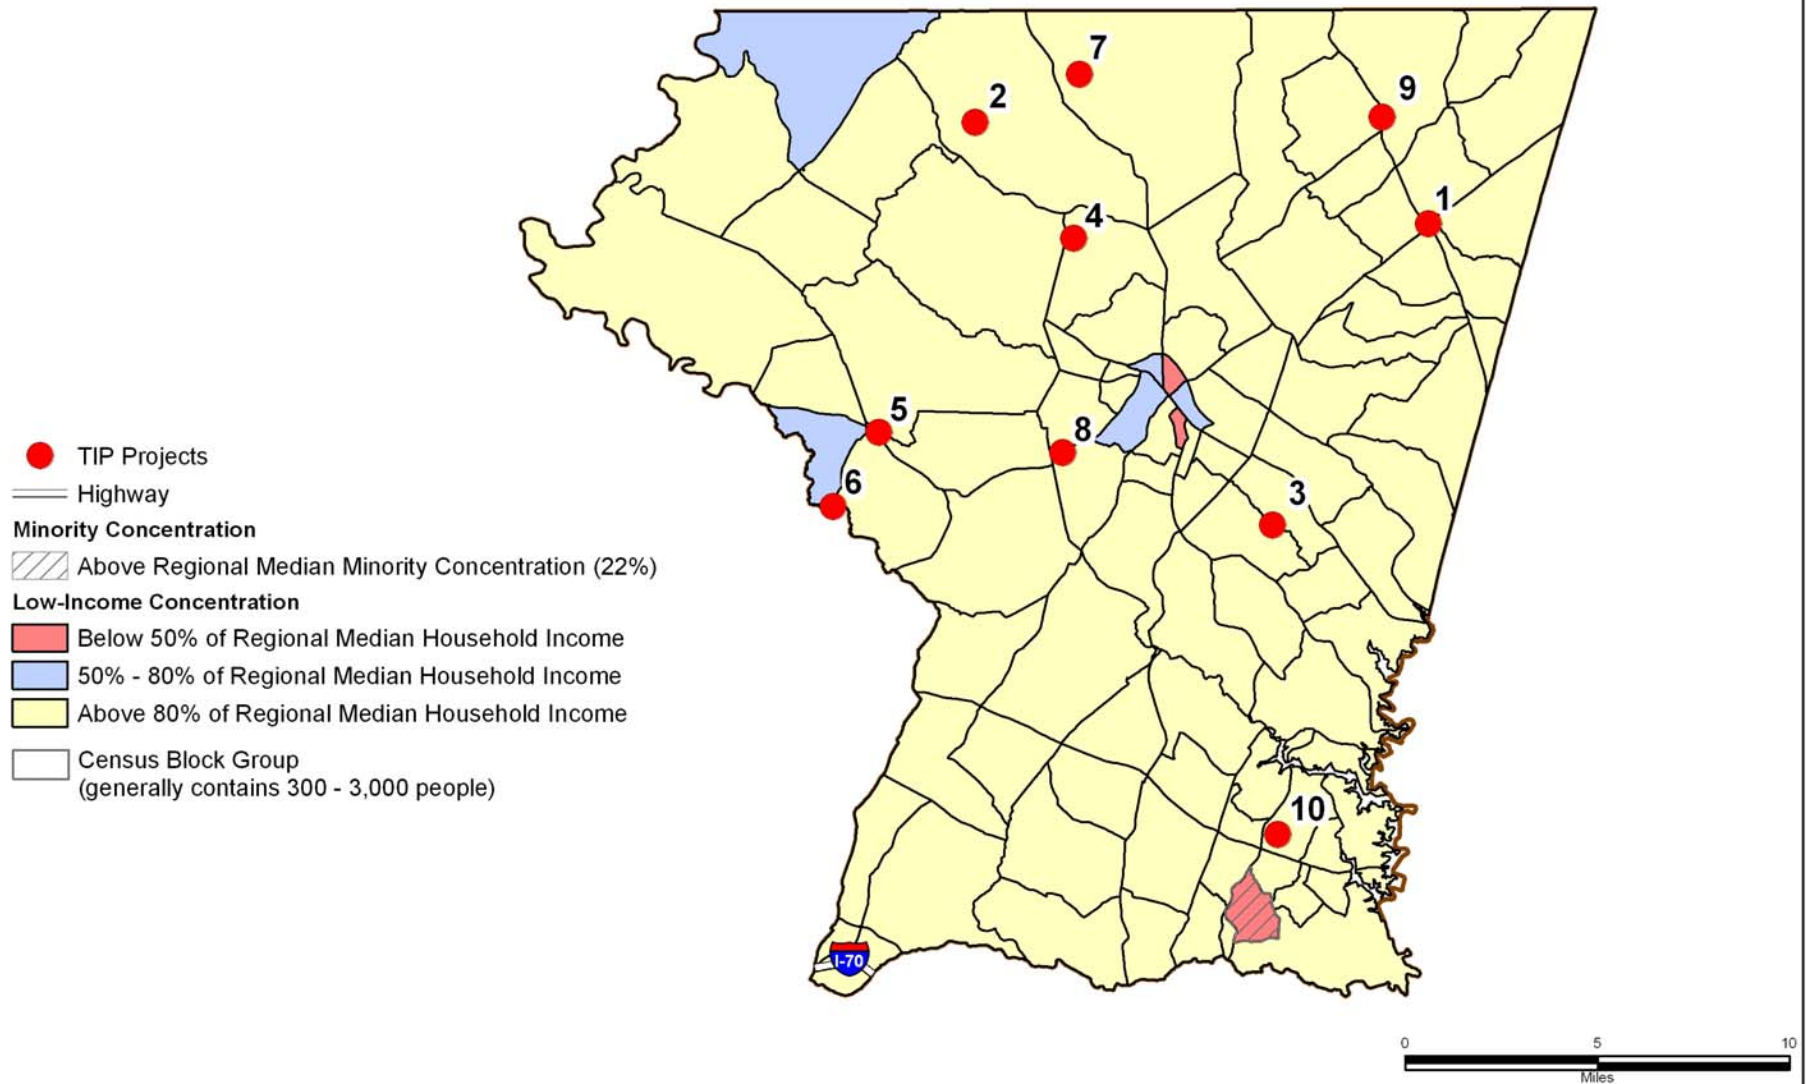 7
9
2
1
4
5
8
6
3
TIP Projects
Highway
Minority Concentration
Above Regional Median Minority Concentration (22%)
Low-Income Concentration
Below 50% of Regional Median Household Income
50% - 80% of Regional Median Household Income
Above 80% of Regional Median Household Income
Census Block Group
(generally contains 300 - 3,000 people)
10
I-70
0 5 10
Miles